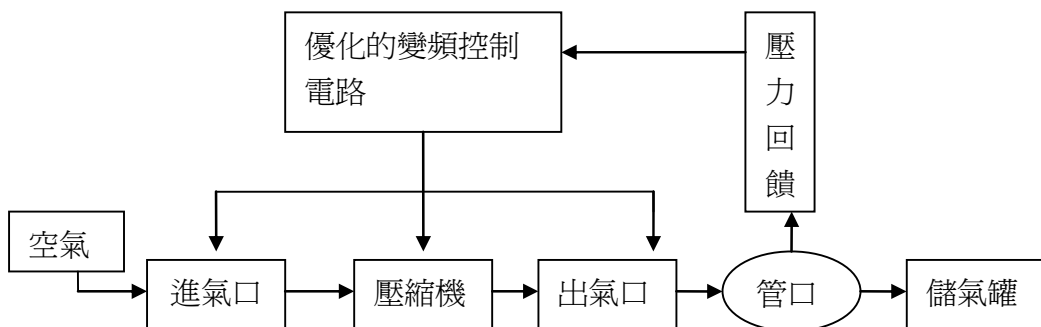 優化的變頻控制
電路
壓
力
回
饋
空氣
進氣口
壓縮機
出氣口
管口
儲氣罐